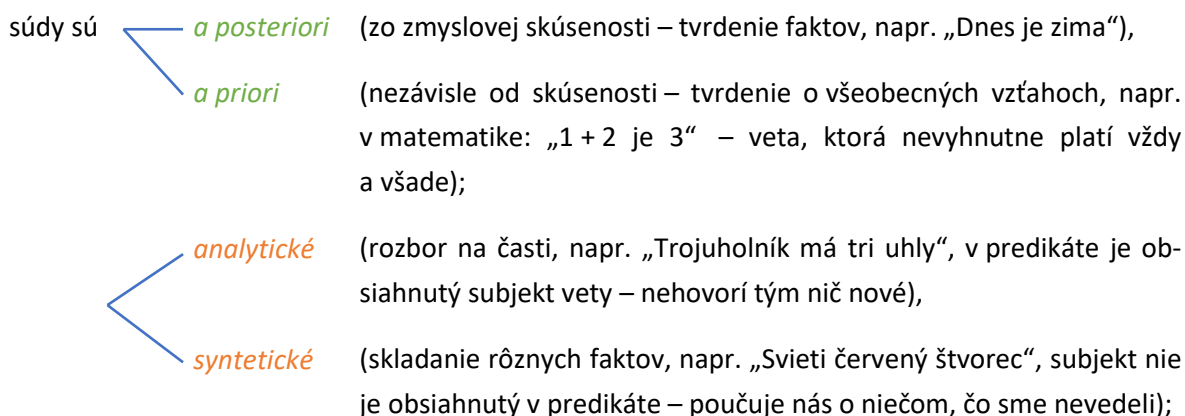 súdy sú a posteriori (zo zmyslovej skúsenosti – tvrdenie faktov, napr. „Dnes je zima“),
a priori (nezávisle od skúsenosti – tvrdenie o všeobecných vzťahoch, napr.
v matematike: „1 + 2 je 3“ – veta, ktorá nevyhnutne platí vždy
a všade);
analytické (rozbor na časti, napr. „Trojuholník má tri uhly“, v predikáte je ob-
siahnutý subjekt vety – nehovorí tým nič nové),
syntetické (skladanie rôznych faktov, napr. „Svieti červený štvorec“, subjekt nie
je obsiahnutý v predikáte – poučuje nás o niečom, čo sme nevedeli);